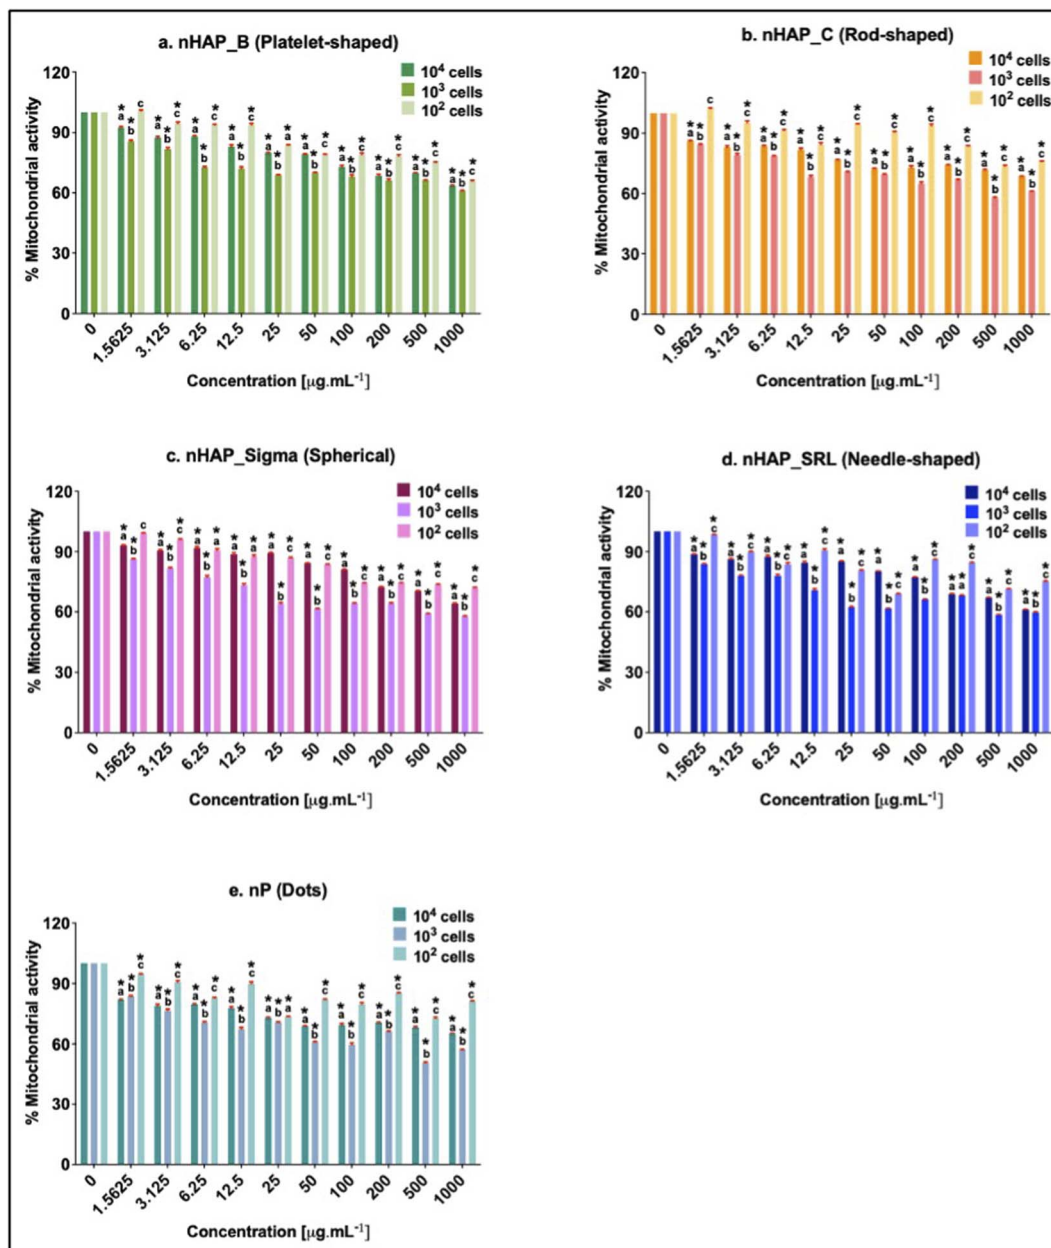 a. nHAP_B (Platelet-shaped)
10⁴ cells
10³ cells
10² cells
% Mitochondrial activity
120
90
60
30
0
*a *b c *a *b *c *a *b *c *a *b *c *a *b *a *a *b *c *a *b *c *a *b *c *a *b *c *a *b *c
0 1.5625 3.125 6.25 12.5 25 50 100 200 500 1000
Concentration [μg.mL⁻¹]
b. nHAP_C (Rod-shaped)
10⁴ cells
10³ cells
10² cells
% Mitochondrial activity
120
90
60
30
0
*a *b c *a *b *c *a *b *c *a *b *c *a *b *c *a *b *c *a *b *c *a *b *c *a *b *c *a *b *c
0 1.5625 3.125 6.25 12.5 25 50 100 200 500 1000
Concentration [μg.mL⁻¹]
c. nHAP_Sigma (Spherical)
10⁴ cells
10³ cells
10² cells
% Mitochondrial activity
120
90
60
30
0
*a *b c *a *b *c *a *b *c *a *b *c *a *b *c *a *b *c *a *b *c *a *b *c *a *b *c *a *b *c
0 1.5625 3.125 6.25 12.5 25 50 100 200 500 1000
Concentration [μg.mL⁻¹]
d. nHAP_SRL (Needle-shaped)
10⁴ cells
10³ cells
10² cells
% Mitochondrial activity
120
90
60
30
0
*a *b *c *a *b *c *a *b *c *a *b *c *a *b *c *a *b *c *a *b *c *a *a *c *a *b *c *a *b *c
0 1.5625 3.125 6.25 12.5 25 50 100 200 500 1000
Concentration [μg.mL⁻¹]
e. nP (Dots)
10⁴ cells
10³ cells
10² cells
% Mitochondrial activity
120
90
60
30
0
*a *b *c *a *b *c *a *b *c *a *b *c *a *b *a *a *b *c *a *b *c *a *b *c *a *b *c *a *b *c
0 1.5625 3.125 6.25 12.5 25 50 100 200 500 1000
Concentration [μg.mL⁻¹]